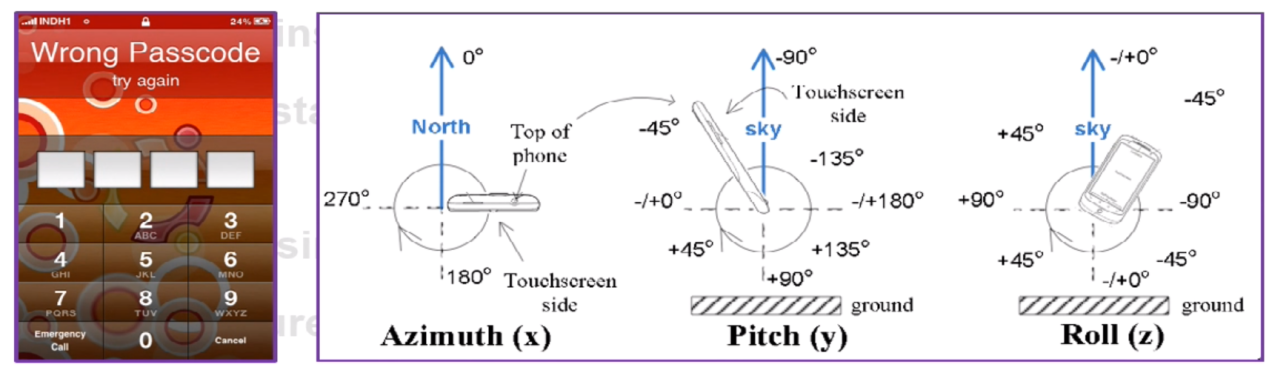 INDH1 24%
Wrong Passcode
try again
1 2 3
ABC DEF
4 5 6
GHI JKL MNO
7 8 9
PQRS TUV WXYZ
Emergency
Call
0
Cancel
0°
North
Top of
phone
270°
180°
Touchscreen
side
Azimuth (x)
-90°
Touchscreen
side
-45°
sky
-135°
-/+0°
-/+180°
+45°
+135°
+90°
ground
Pitch (y)
-/+0°
-45°
+45°
sky
+90°
-90°
+45°
-45°
-/+0°
ground
Roll (z)